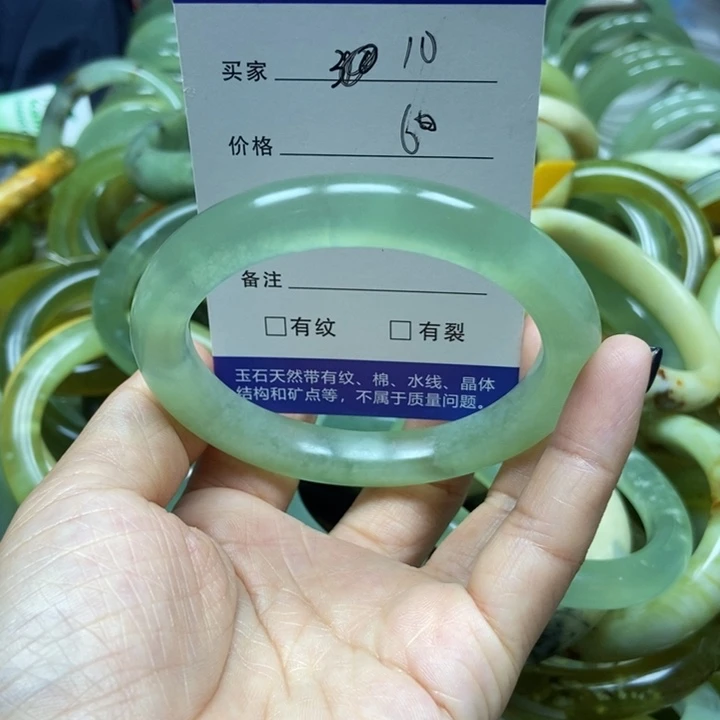 买家 10
价格 60
备注
□有纹 □有裂
玉石天然带有纹、棉、水线、晶体
结构和矿点等，不属于质量问题。